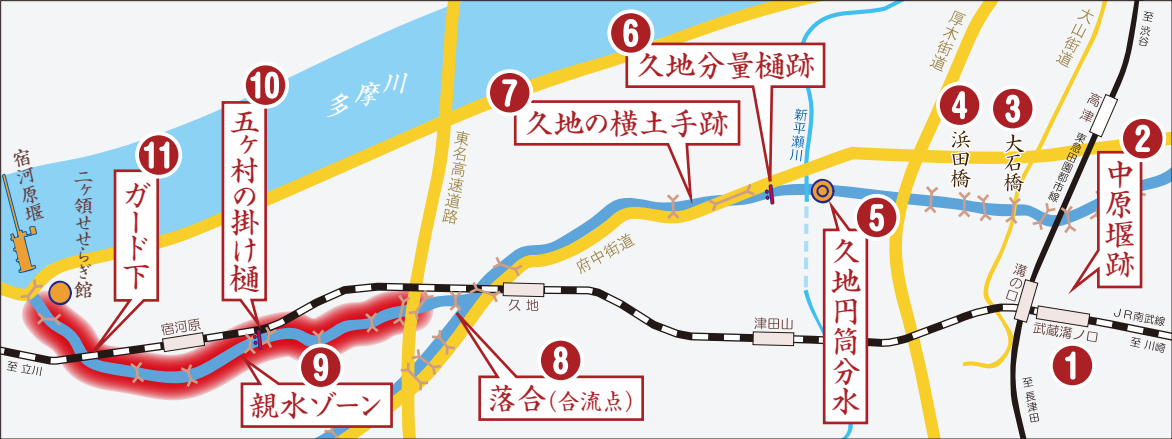 多摩川
宿河原堰
二ヶ領せせらぎ館
11
ガード下
10
五ヶ村の掛け樋
宿河原
至 立川
9
親水ゾーン
8
落合(合流点)
久地
東名高速道路
府中街道
7
久地の横土手跡
6
久地分量樋跡
新平瀬川
5
久地円筒分水
津田山
厚木街道
大山街道
4
浜田橋
3
大石橋
至 渋谷
高津
東急田園都市線
2
中原堰跡
溝の口
武蔵溝ノ口
JR南武線
至 川崎
1
至 長津田